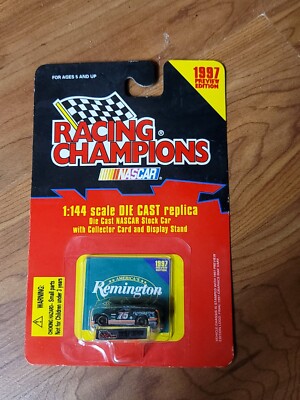 FOR AGES 5 AND UP
1997
PREVIEW
EDITION
RACING
CHAMPIONS®
NASCAR
1:144 scale DIE CAST replica
Die Cast NASCAR Stock Car
with Collector Card and Display Stand
AMERICA'S
1997
Remington
75
WARNING:
CHOKING HAZARD - Small parts
Not for Children under 3 years